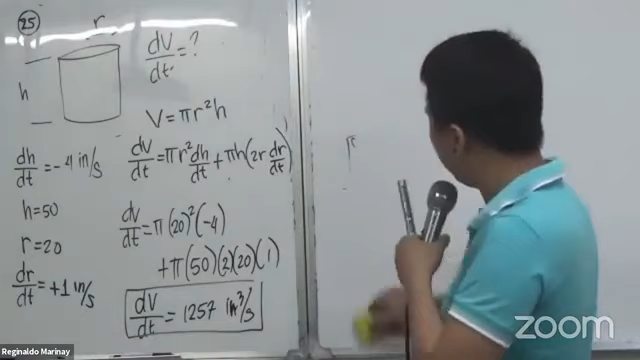 25
r
h
dV/dt = ?
V = πr²h
dh/dt = -4 in/s
dV/dt = πr² dh/dt + πh(2r dr/dt)
h = 50
r = 20
dr/dt = +1 in/s
dV/dt = π(20)²(-4)
+ π(50)(2)(20)(1)
dV/dt = 1257 in³/s
Reginaldo Marinay
zoom